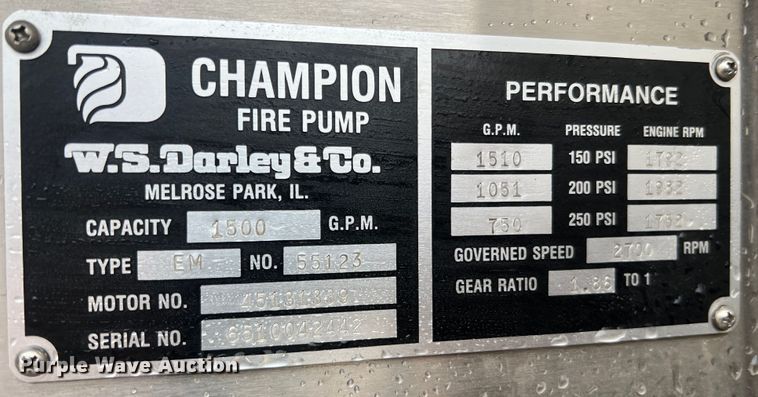 CHAMPION
FIRE PUMP
W.S. Darley & Co.
MELROSE PARK, IL.
CAPACITY 1500 G.P.M.
TYPE EM NO. 55123
MOTOR NO.
SERIAL NO.
PERFORMANCE
G.P.M. PRESSURE ENGINE RPM
1510 150 PSI
1051 200 PSI
750 250 PSI
GOVERNED SPEED 2700 RPM
GEAR RATIO 1.86 TO 1
Purple Wave Auction